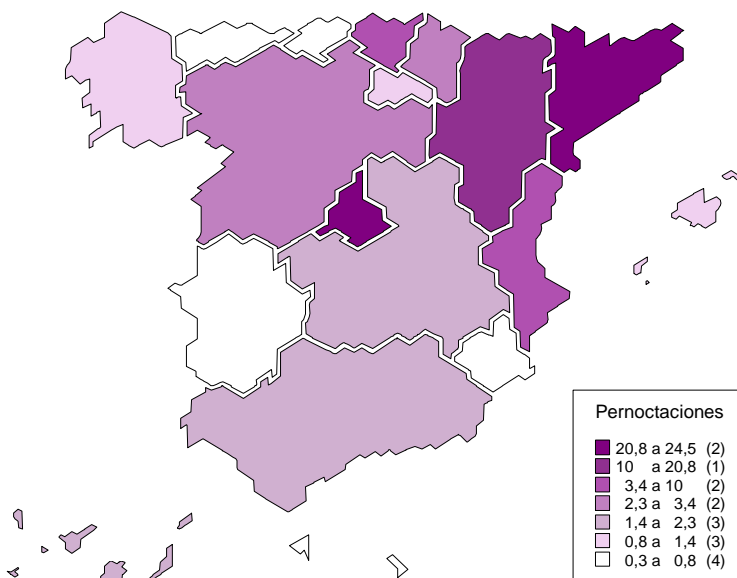 Pernoctaciones
20,8 a 24,5 (2)
10 a 20,8 (1)
3,4 a 10 (2)
2,3 a 3,4 (2)
1,4 a 2,3 (3)
0,8 a 1,4 (3)
0,3 a 0,8 (4)